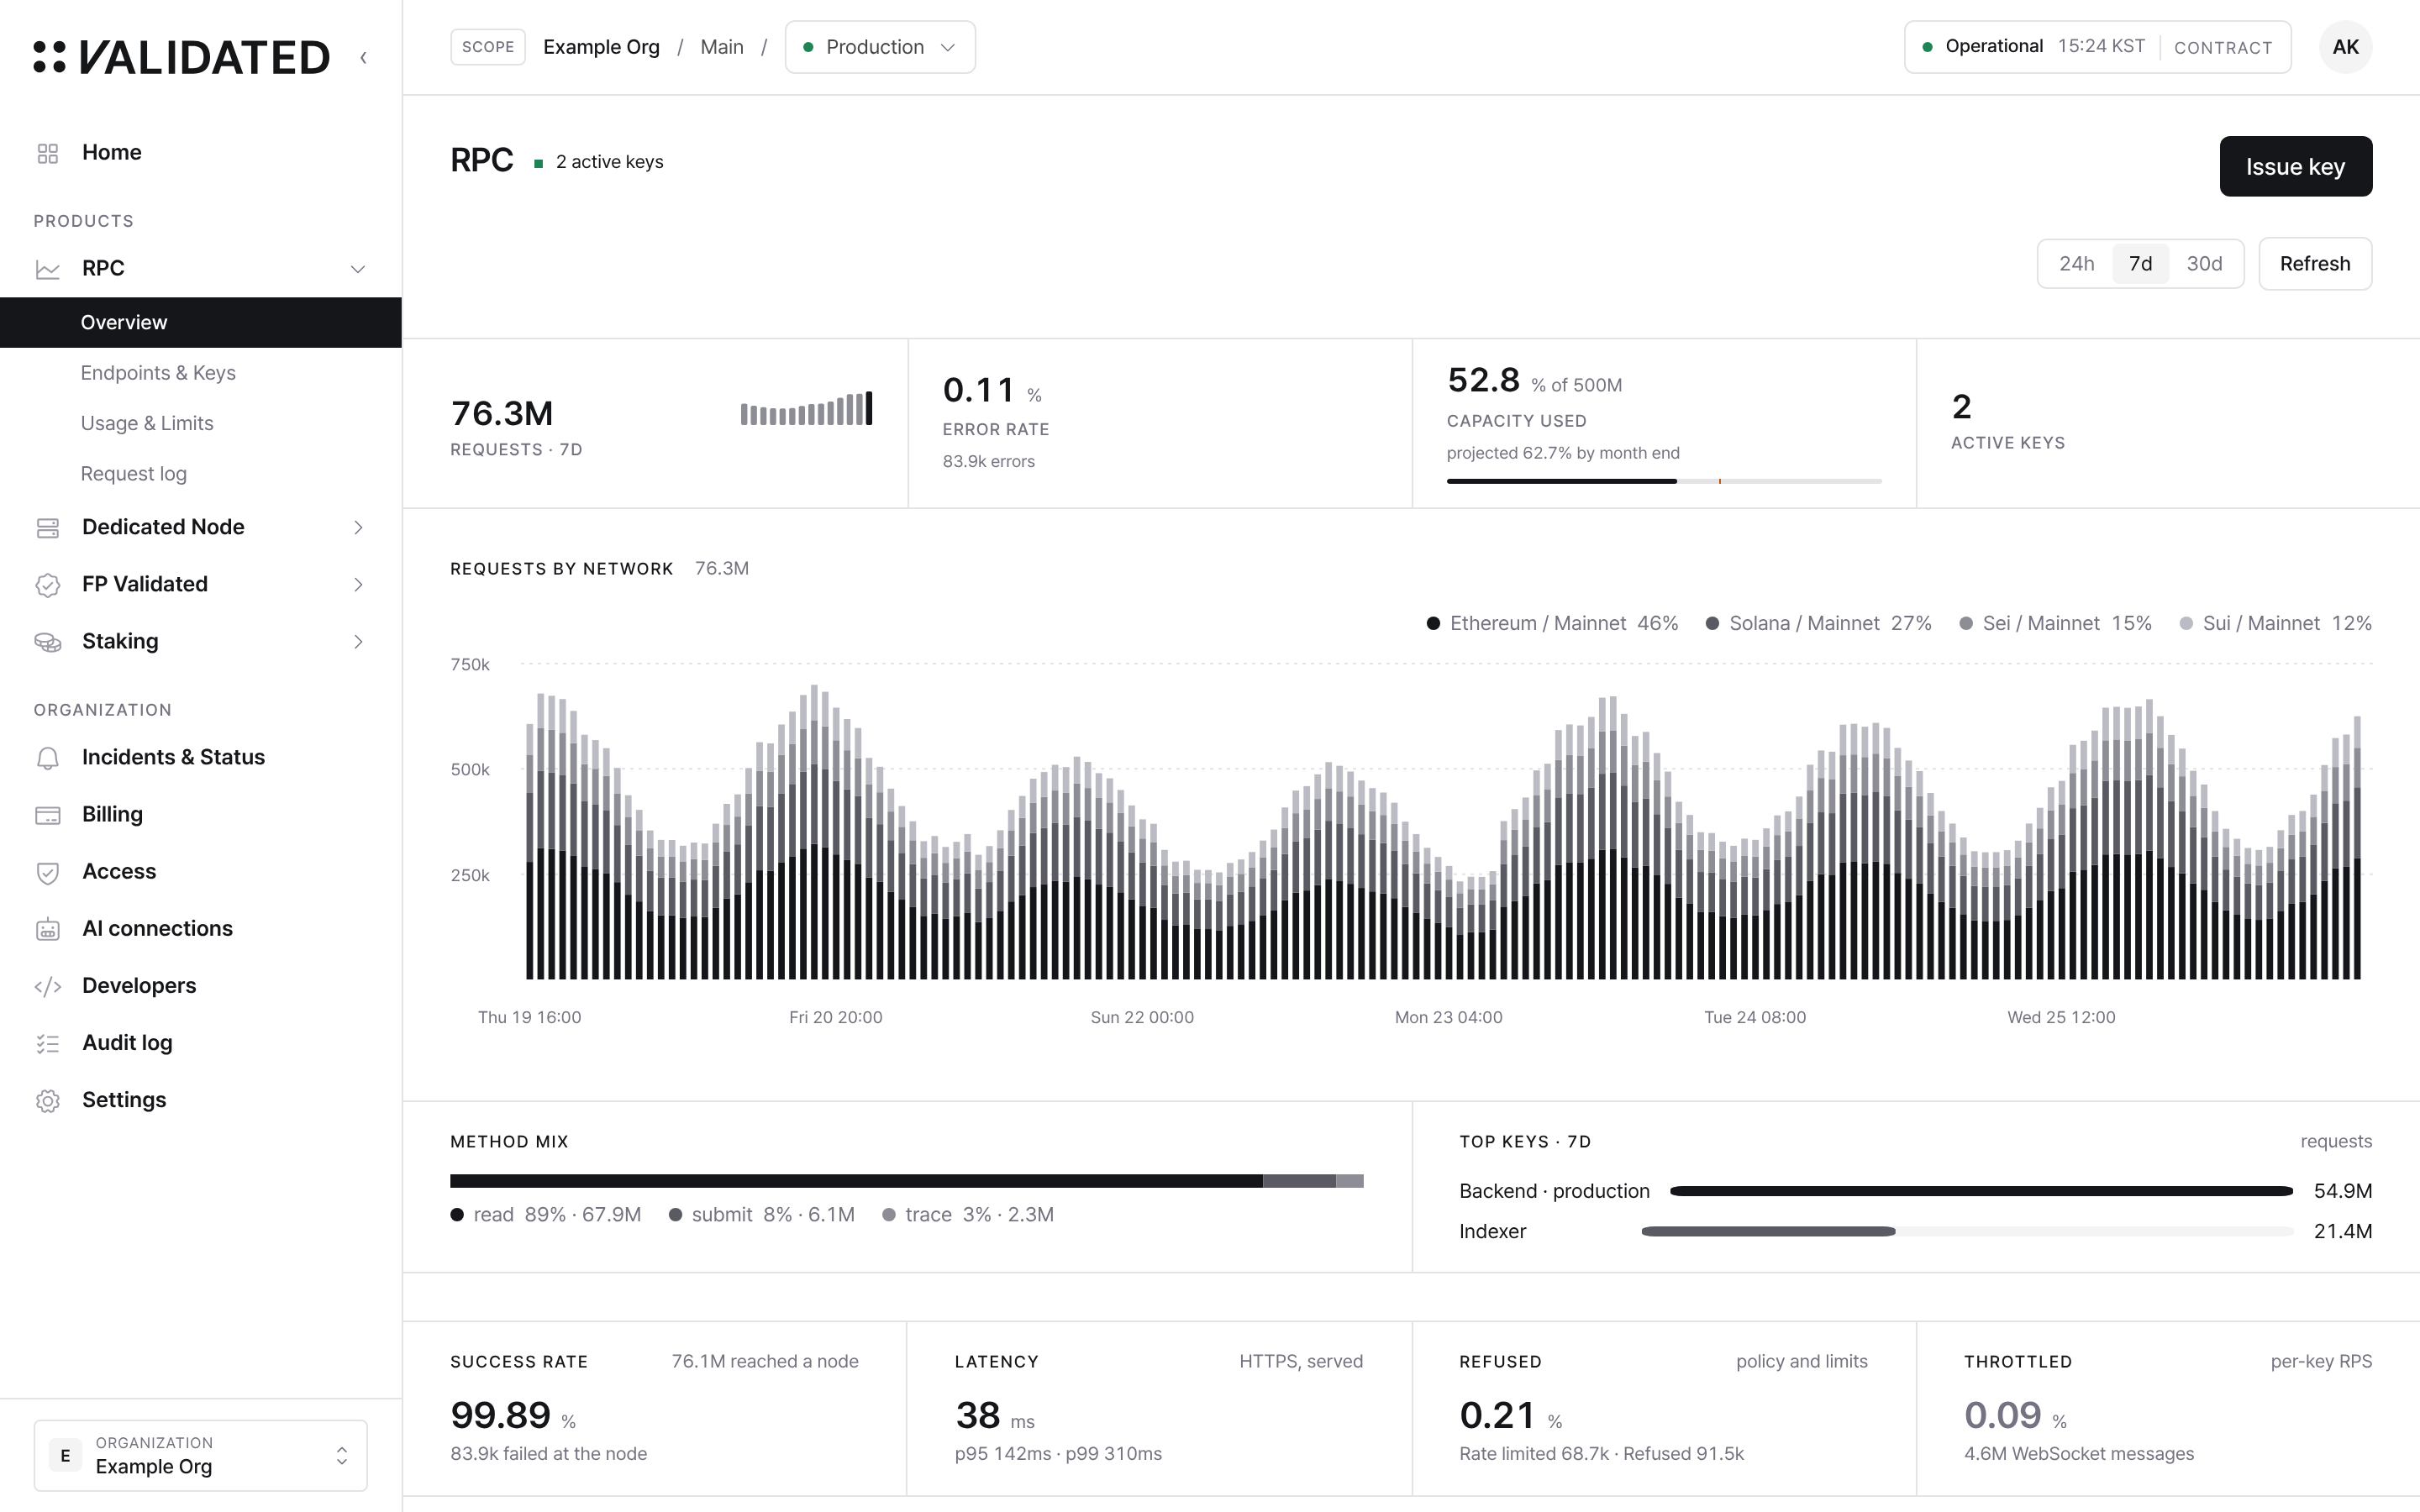 VALIDATED
SCOPE Example Org / Main / Production
Operational 15:24 KST CONTRACT AK
Home
PRODUCTS
RPC
Overview
Endpoints & Keys
Usage & Limits
Request log
Dedicated Node
FP Validated
Staking
ORGANIZATION
Incidents & Status
Billing
Access
AI connections
Developers
Audit log
Settings
E
ORGANIZATION
Example Org
RPC 2 active keys
Issue key
24h 7d 30d Refresh
76.3M
REQUESTS · 7D
0.11 %
ERROR RATE
83.9k errors
52.8 % of 500M
CAPACITY USED
projected 62.7% by month end
2
ACTIVE KEYS
REQUESTS BY NETWORK 76.3M
Ethereum / Mainnet 46% Solana / Mainnet 27% Sei / Mainnet 15% Sui / Mainnet 12%
750k
500k
250k
Thu 19 16:00 Fri 20 20:00 Sun 22 00:00 Mon 23 04:00 Tue 24 08:00 Wed 25 12:00
METHOD MIX
read 89% · 67.9M submit 8% · 6.1M trace 3% · 2.3M
TOP KEYS · 7D requests
Backend · production 54.9M
Indexer 21.4M
SUCCESS RATE 76.1M reached a node
99.89 %
83.9k failed at the node
LATENCY HTTPS, served
38 ms
p95 142ms · p99 310ms
REFUSED policy and limits
0.21 %
Rate limited 68.7k · Refused 91.5k
THROTTLED per-key RPS
0.09 %
4.6M WebSocket messages